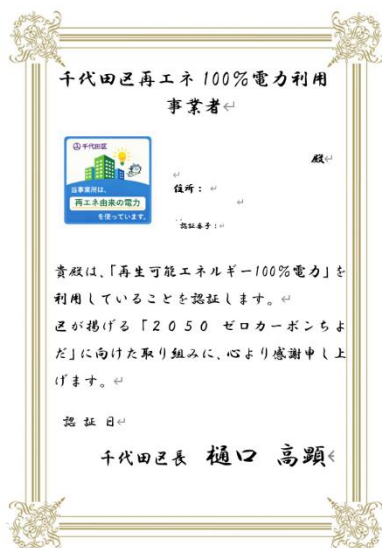 千代田区再エネ100%電力利用
事業者↵
千代田区
当事業所は、
再エネ由来の電力
を使っています。
殿↵
↵
住所： ↵
↵
認証番号：↵
貴殿は、「再生可能エネルギー100%電力」を
利用していることを認証します。↵
区が掲げる「2050 ゼロカーボンちよ
だ」に向けた取り組みに、心より感謝申し上
げます。↵
認証日↵
千代田区長 樋口 高顕↵